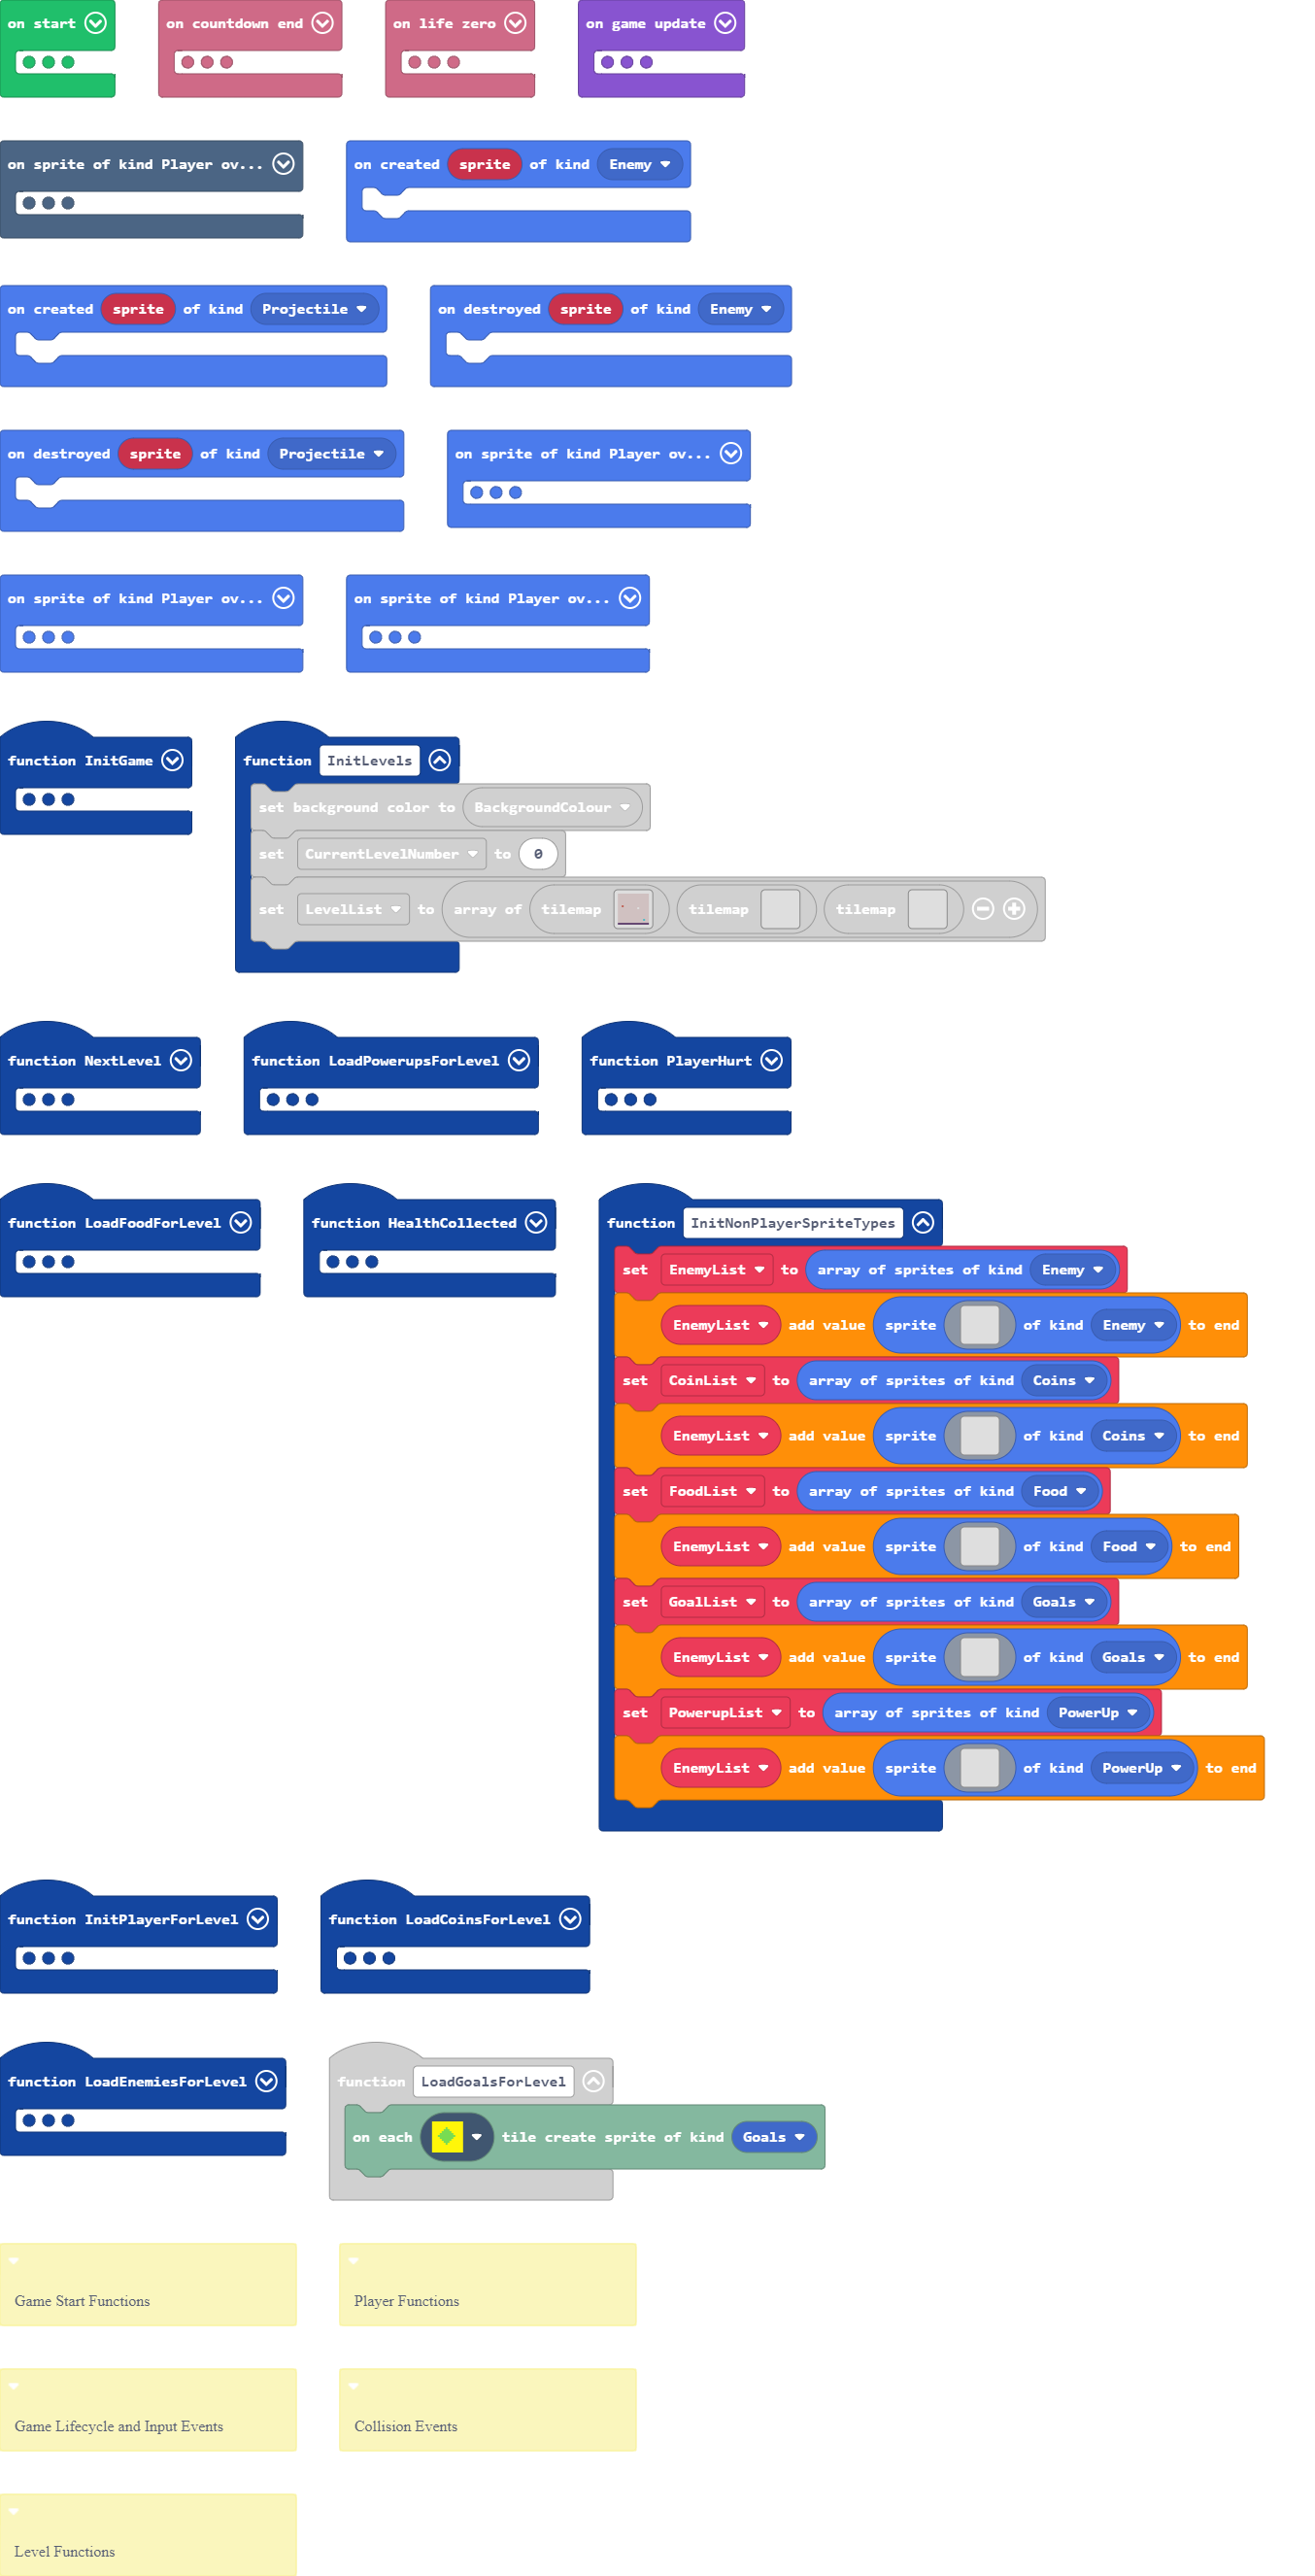 on start
on countdown end
on life zero
on game update
on sprite of kind Player ov...
on created sprite of kind Enemy
on created sprite of kind Projectile
on destroyed sprite of kind Enemy
on destroyed sprite of kind Projectile
on sprite of kind Player ov...
on sprite of kind Player ov...
on sprite of kind Player ov...
function InitGame
function InitLevels
set background color to BackgroundColour
set CurrentLevelNumber to 0
set LevelList to array of tilemap tilemap tilemap
function NextLevel
function LoadPowerupsForLevel
function PlayerHurt
function LoadFoodForLevel
function HealthCollected
function InitNonPlayerSpriteTypes
set EnemyList to array of sprites of kind Enemy
EnemyList add value sprite of kind Enemy to end
set CoinList to array of sprites of kind Coins
EnemyList add value sprite of kind Coins to end
set FoodList to array of sprites of kind Food
EnemyList add value sprite of kind Food to end
set GoalList to array of sprites of kind Goals
EnemyList add value sprite of kind Goals to end
set PowerupList to array of sprites of kind PowerUp
EnemyList add value sprite of kind PowerUp to end
function InitPlayerForLevel
function LoadCoinsForLevel
function LoadEnemiesForLevel
function LoadGoalsForLevel
on each tile create sprite of kind Goals
Game Start Functions
Player Functions
Game Lifecycle and Input Events
Collision Events
Level Functions